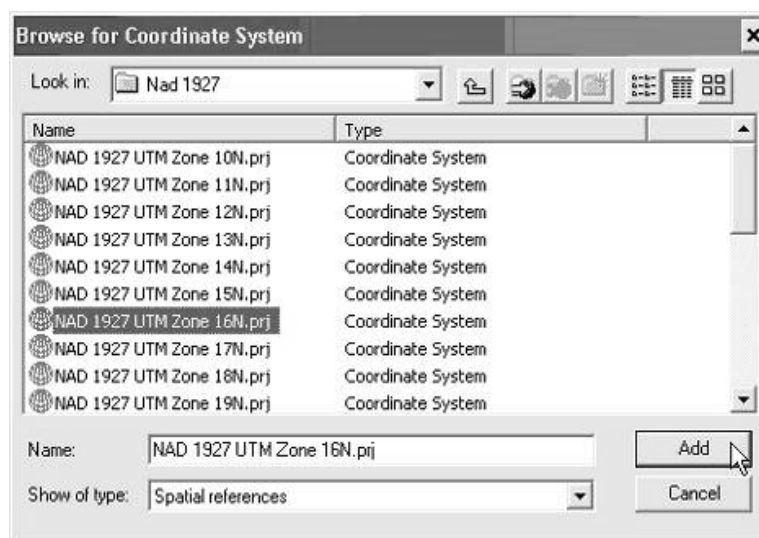 Browse for Coordinate System
Look in: Nad 1927
Name Type
NAD 1927 UTM Zone 10N.prj Coordinate System
NAD 1927 UTM Zone 11N.prj Coordinate System
NAD 1927 UTM Zone 12N.prj Coordinate System
NAD 1927 UTM Zone 13N.prj Coordinate System
NAD 1927 UTM Zone 14N.prj Coordinate System
NAD 1927 UTM Zone 15N.prj Coordinate System
NAD 1927 UTM Zone 16N.prj Coordinate System
NAD 1927 UTM Zone 17N.prj Coordinate System
NAD 1927 UTM Zone 18N.prj Coordinate System
NAD 1927 UTM Zone 19N.prj Coordinate System
Name: NAD 1927 UTM Zone 16N.prj Add
Show of type: Spatial references Cancel